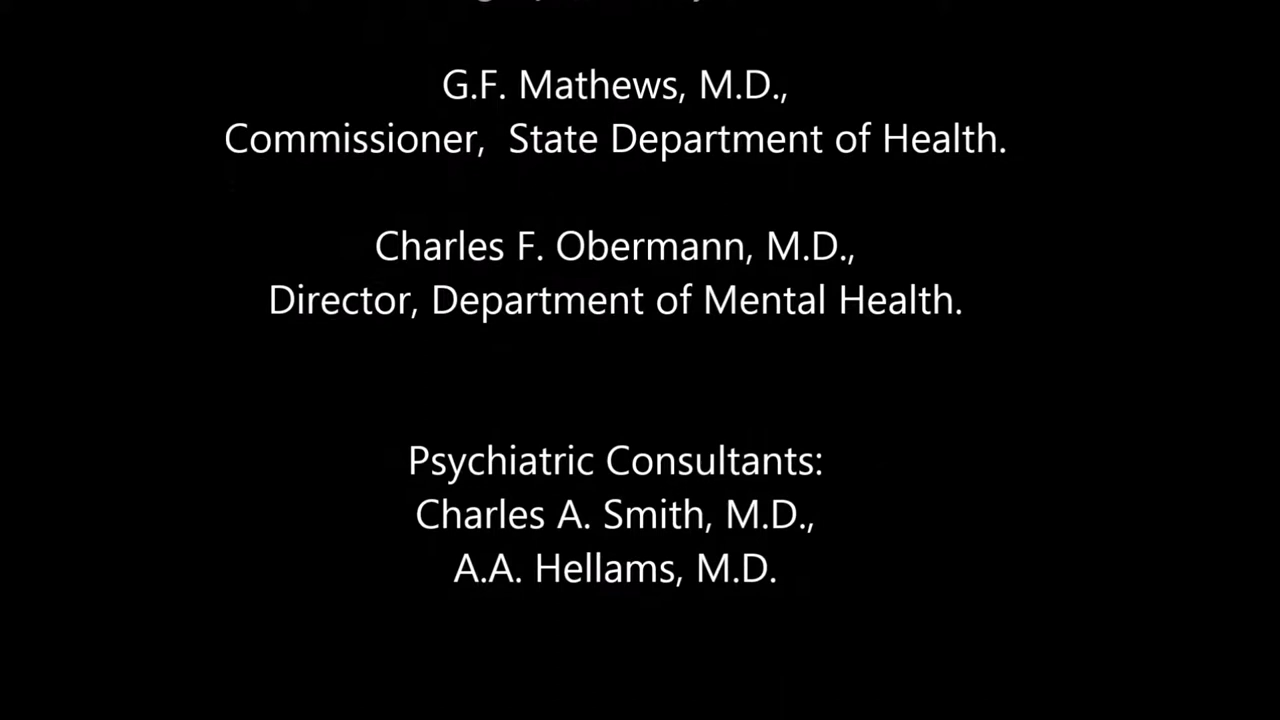 G.F. Mathews, M.D.,
Commissioner,  State Department of Health.
Charles F. Obermann, M.D.,
Director, Department of Mental Health.
Psychiatric Consultants:
Charles A. Smith, M.D.,
A.A. Hellams, M.D.